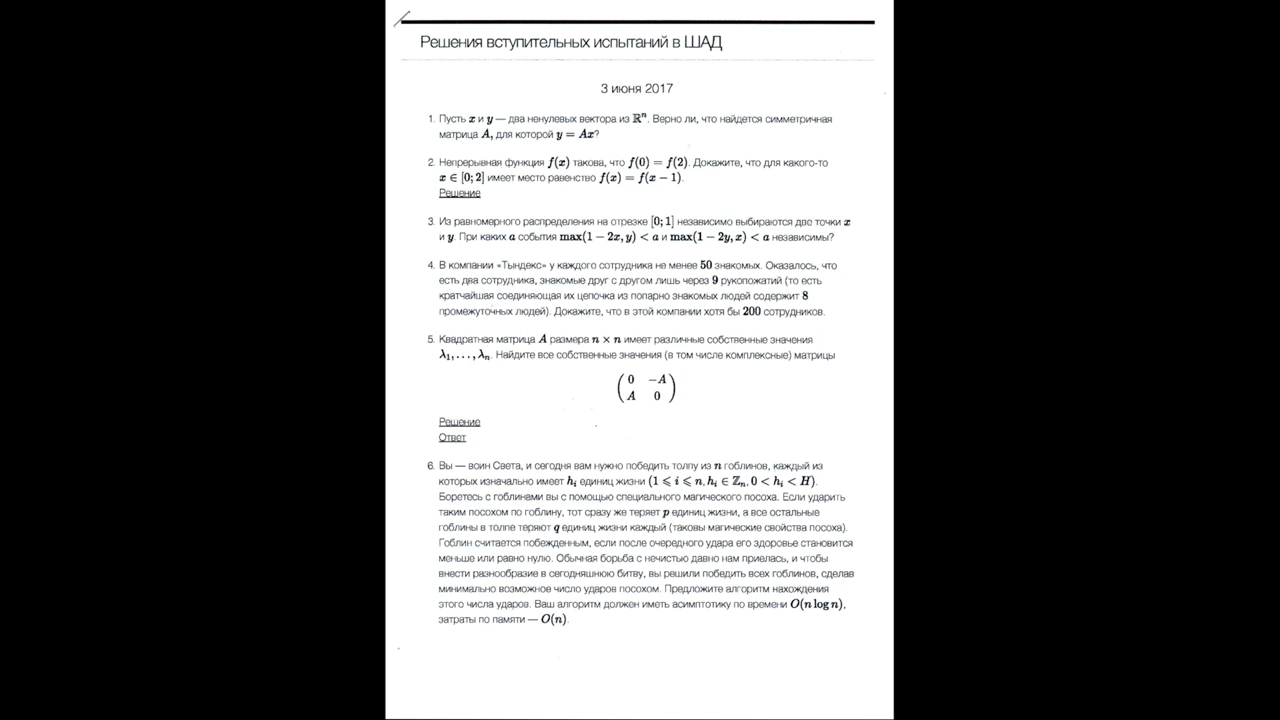 Решения вступительных испытаний в ШАД
3 июня 2017
1. Пусть x и y — два ненулевых вектора из ℝⁿ. Верно ли, что найдется симметричная
матрица A, для которой y = Ax?
2. Непрерывная функция f(x) такова, что f(0) = f(2). Докажите, что для какого-то
x ∈ [0; 2] имеет место равенство f(x) = f(x − 1).
Решение
3. Из равномерного распределения на отрезке [0; 1] независимо выбираются две точки x
и y. При каких a события max(1 − 2x, y) < a и max(1 − 2y, x) < a независимы?
4. В компании «Тындекс» у каждого сотрудника не менее 50 знакомых. Оказалось, что
есть два сотрудника, знакомые друг с другом лишь через 9 рукопожатий (то есть
кратчайшая соединяющая их цепочка из попарно знакомых людей содержит 8
промежуточных людей). Докажите, что в этой компании хотя бы 200 сотрудников.
5. Квадратная матрица A размера n × n имеет различные собственные значения
λ₁, . . . , λₙ. Найдите все собственные значения (в том числе комплексные) матрицы
0 −A
A 0
Решение
Ответ
6. Вы — воин Света, и сегодня вам нужно победить толпу из n гоблинов, каждый из
которых изначально имеет hᵢ единиц жизни (1 ⩽ i ⩽ n, hᵢ ∈ ℤₙ, 0 < hᵢ < H).
Боретесь с гоблинами вы с помощью специального магического посоха. Если ударить
таким посохом по гоблину, тот сразу же теряет p единиц жизни, а все остальные
гоблины в толпе теряют q единиц жизни каждый (таковы магические свойства посоха).
Гоблин считается побежденным, если после очередного удара его здоровье становится
меньше или равно нулю. Обычная борьба с нечистью давно нам приелась, и чтобы
внести разнообразие в сегодняшнюю битву, вы решили победить всех гоблинов, сделав
минимально возможное число ударов посохом. Предложите алгоритм нахождения
этого числа ударов. Ваш алгоритм должен иметь асимптотику по времени O(n log n),
затраты по памяти — O(n).